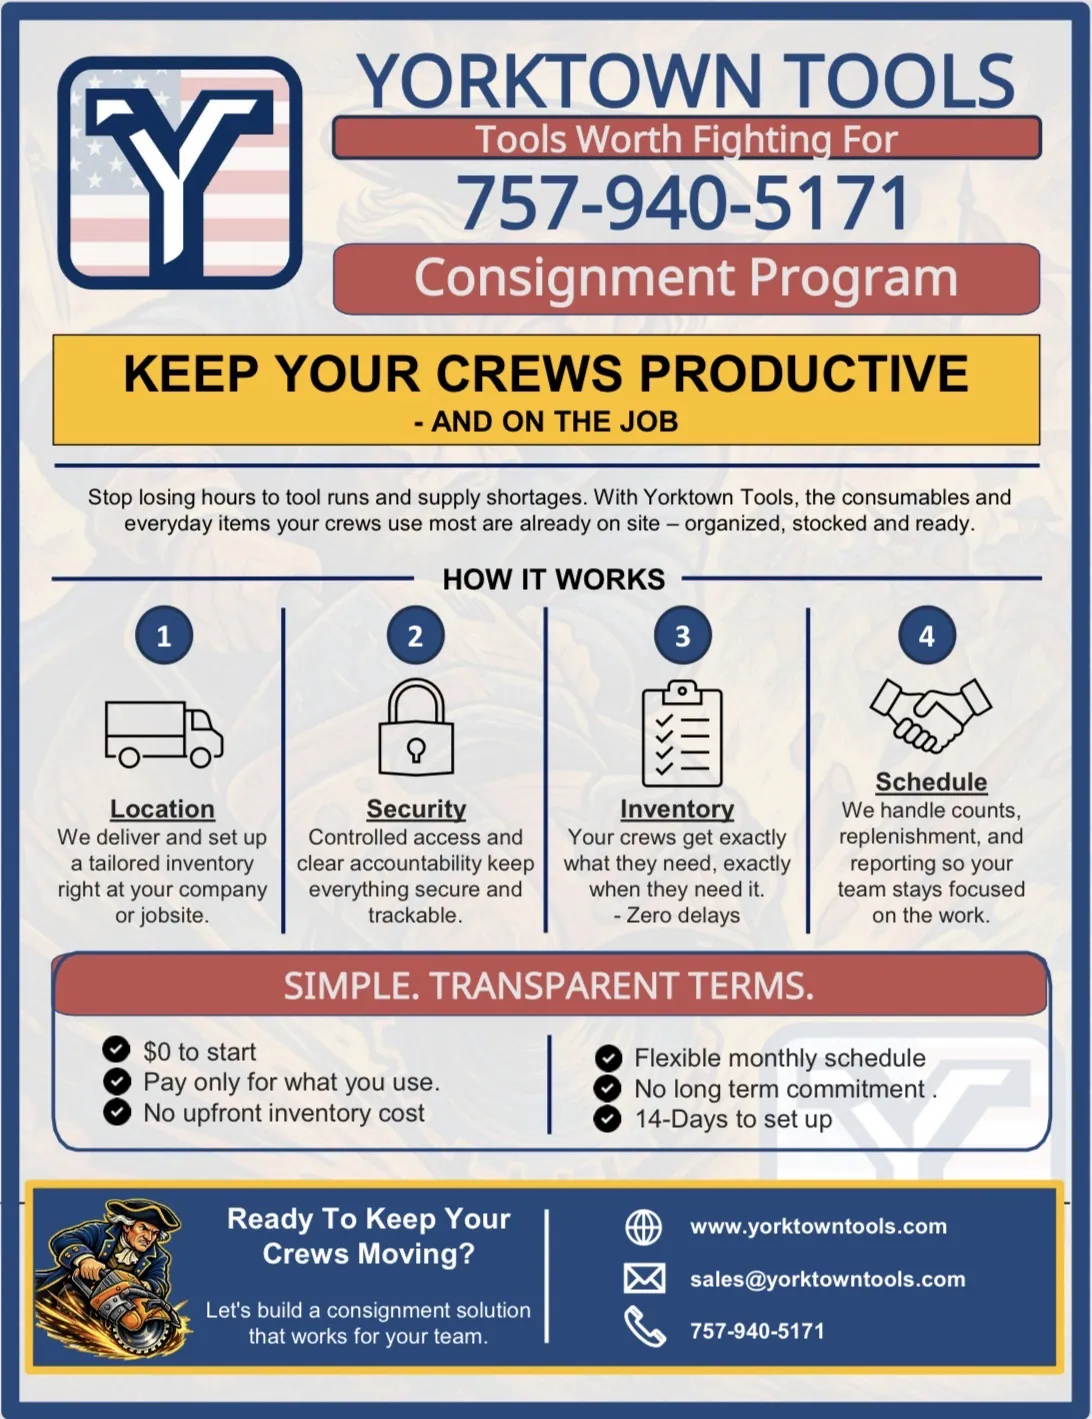 YORKTOWN TOOLS
Tools Worth Fighting For
757-940-5171
Consignment Program
KEEP YOUR CREWS PRODUCTIVE
- AND ON THE JOB
Stop losing hours to tool runs and supply shortages. With Yorktown Tools, the consumables and
everyday items your crews use most are already on site – organized, stocked and ready.
HOW IT WORKS
1
Location
We deliver and set up
a tailored inventory
right at your company
or jobsite.
2
Security
Controlled access and
clear accountability keep
everything secure and
trackable.
3
Inventory
Your crews get exactly
what they need, exactly
when they need it.
- Zero delays
4
Schedule
We handle counts,
replenishment, and
reporting so your
team stays focused
on the work.
SIMPLE. TRANSPARENT TERMS.
$0 to start
Pay only for what you use.
No upfront inventory cost
Flexible monthly schedule
No long term commitment .
14-Days to set up
Ready To Keep Your
Crews Moving?
Let's build a consignment solution
that works for your team.
www.yorktowntools.com
sales@yorktowntools.com
757-940-5171